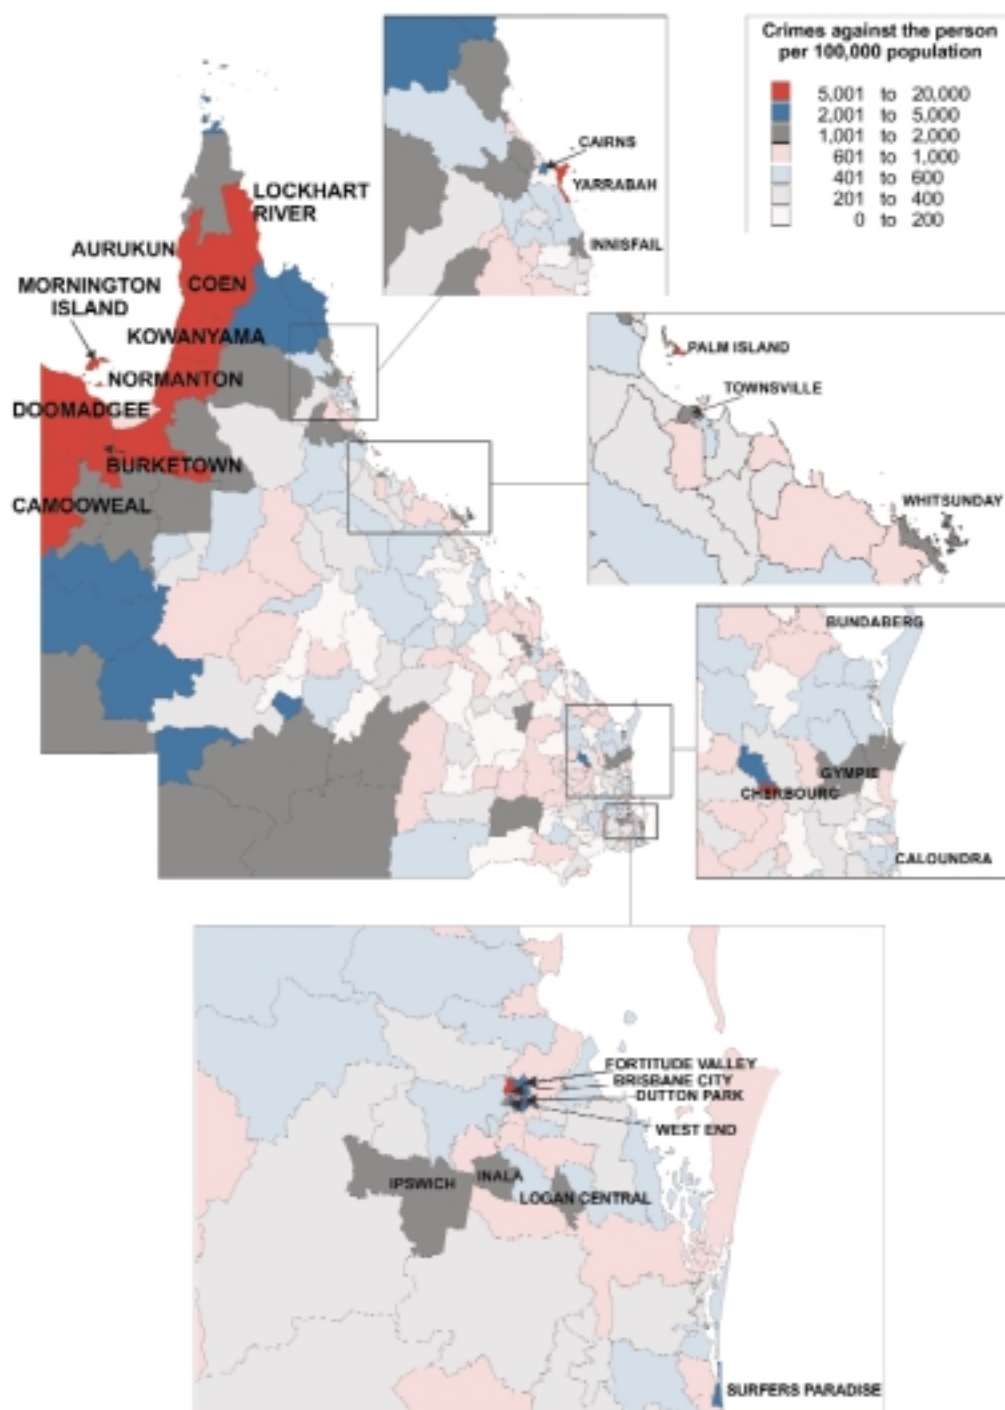 Crimes against the person
per 100,000 population
5,001 to 20,000
2,001 to 5,000
1,001 to 2,000
601 to 1,000
401 to 600
201 to 400
0 to 200
CAIRNS
YARRABAH
INNISFAIL
LOCKHART
RIVER
AURUKUN
COEN
MORNINGTON
ISLAND
KOWANYAMA
NORMANTON
DOOMADGEE
BURKETOWN
CAMOOWEAL
PALM ISLAND
TOWNSVILLE
WHITSUNDAY
BUNDABERG
GYMPIE
CHERBOURG
CALOUNDRA
FORTITUDE VALLEY
BRISBANE CITY
DUTTON PARK
WEST END
IPSWICH
INALA
LOGAN CENTRAL
SURFERS PARADISE